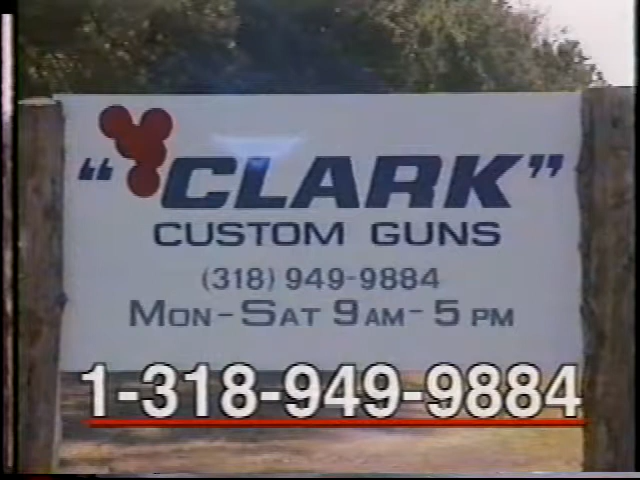 "CLARK"
CUSTOM GUNS
(318) 949-9884
MON-SAT 9AM-5PM
1-318-949-9884